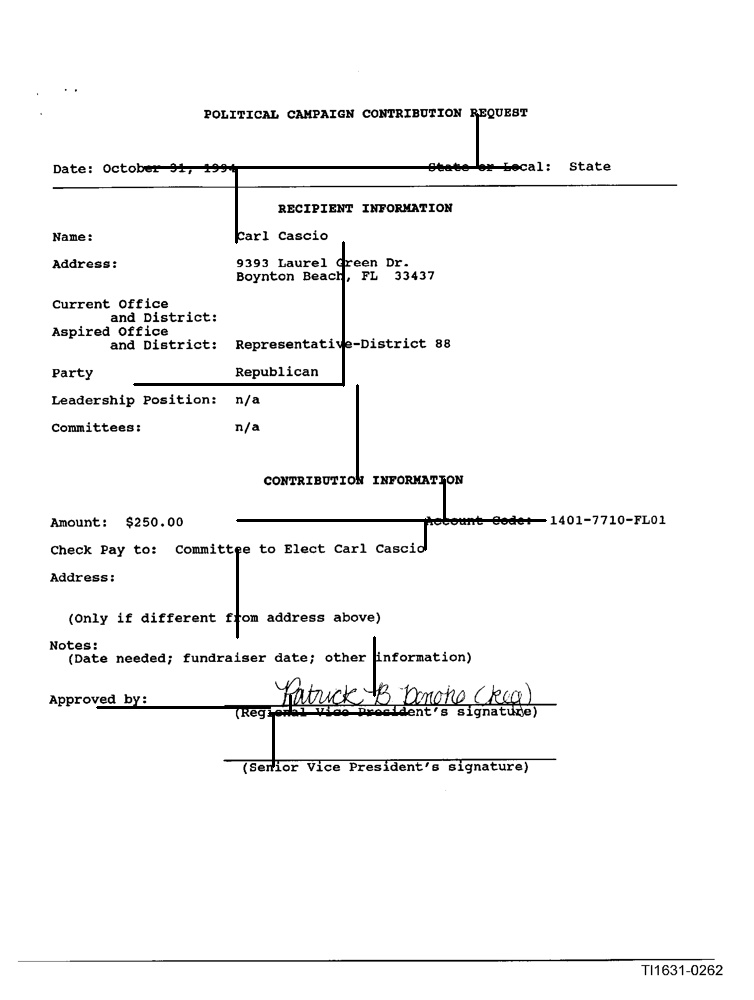 POLITICAL CAMPAIGN CONTRIBUTION REQUEST
Date: October 31, 1994 State or Local: State
RECIPIENT INFORMATION
Name: Carl Cascio
Address: 9393 Laurel Green Dr.
Boynton Beach, FL 33437
Current Office
and District:
Aspired Office
and District: Representative-District 88
Party Republican
Leadership Position: n/a
Committees: n/a
CONTRIBUTION INFORMATION
Amount: $250.00 Account Code: 1401-7710-FL01
Check Pay to: Committee to Elect Carl Cascio
Address:
(Only if different from address above)
Notes:
(Date needed; fundraiser date; other information)
Approved by: Patrick B Donoho
(Regional Vice President's signature)
(Senior Vice President's signature)
TI1631-0262